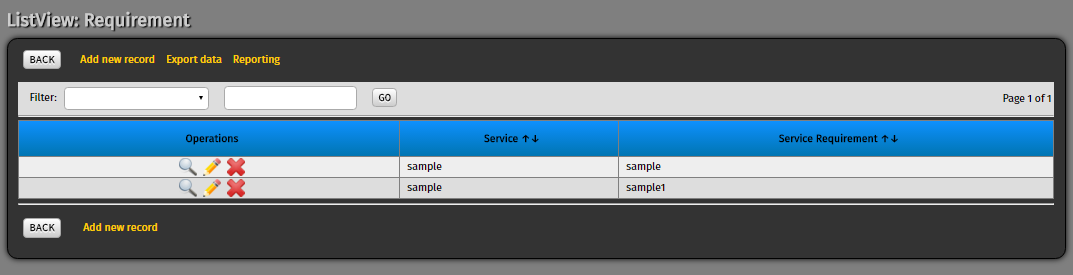 ListView: Requirement
BACK Add new record Export data Reporting
Filter: GO Page 1 of 1
Operations Service ↑↓ Service Requirement ↑↓
sample sample
sample sample1
BACK Add new record